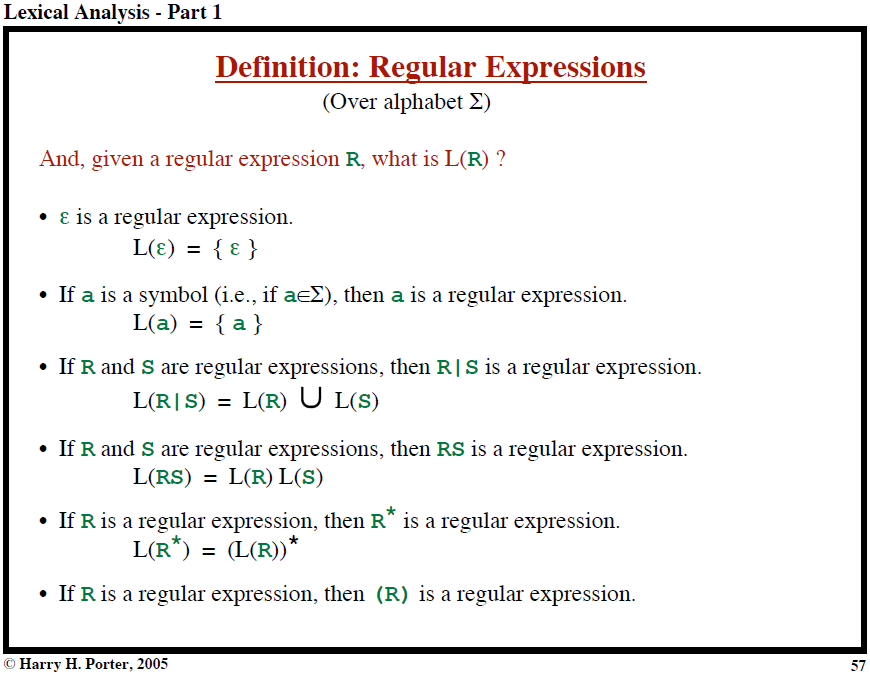 Lexical Analysis - Part 1
Definition: Regular Expressions
(Over alphabet Σ)
And, given a regular expression R, what is L(R) ?
• ε is a regular expression.
L(ε) = { ε }
• If a is a symbol (i.e., if a∈Σ), then a is a regular expression.
L(a) = { a }
• If R and S are regular expressions, then R|S is a regular expression.
L(R|S) = L(R) ∪ L(S)
• If R and S are regular expressions, then RS is a regular expression.
L(RS) = L(R) L(S)
• If R is a regular expression, then R* is a regular expression.
L(R*) = (L(R))*
• If R is a regular expression, then (R) is a regular expression.
© Harry H. Porter, 2005
57